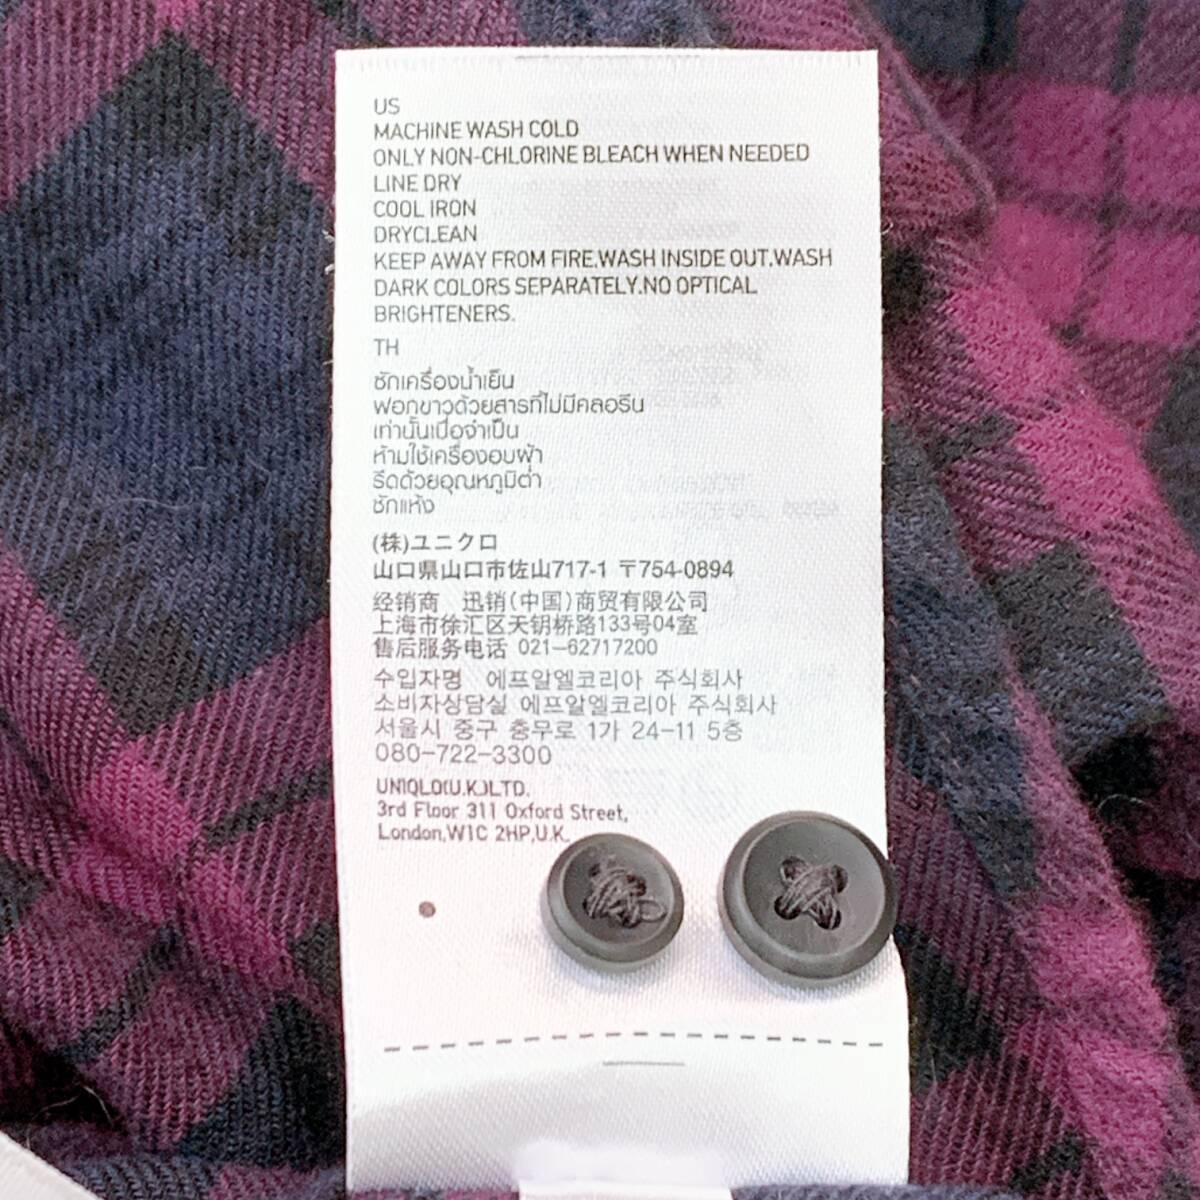 US
MACHINE WASH COLD
ONLY NON-CHLORINE BLEACH WHEN NEEDED
LINE DRY
COOL IRON
DRYCLEAN
KEEP AWAY FROM FIRE.WASH INSIDE OUT.WASH
DARK COLORS SEPARATELY.NO OPTICAL
BRIGHTENERS.
TH
ซักเครื่องน้ำเย็น
ฟอกขาวด้วยสารที่ไม่มีคลอรีน
เท่านั้นเมื่อจำเป็น
ห้ามใช้เครื่องอบผ้า
รีดด้วยอุณหภูมิต่ำ
ซักแห้ง
(株)ユニクロ
山口県山口市佐山717-1 〒754-0894
经销商 迅销(中国)商贸有限公司
上海市徐汇区天钥桥路133号04室
售后服务电话 021-62717200
수입자명 에프알엘코리아 주식회사
소비자상담실 에프알엘코리아 주식회사
서울시 중구 충무로 1가 24-11 5층
080-722-3300
UNIQLO(U.K.)LTD.
3rd Floor 311 Oxford Street,
London,W1C 2HP,U.K.